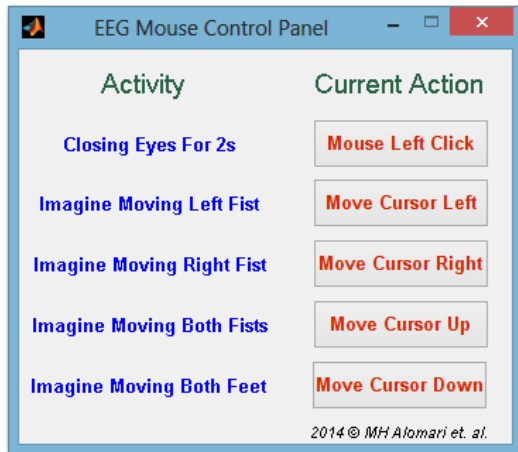 EEG Mouse Control Panel
Activity Current Action
Closing Eyes For 2s Mouse Left Click
Imagine Moving Left Fist Move Cursor Left
Imagine Moving Right Fist Move Cursor Right
Imagine Moving Both Fists Move Cursor Up
Imagine Moving Both Feet Move Cursor Down
2014 © MH Alomari et. al.